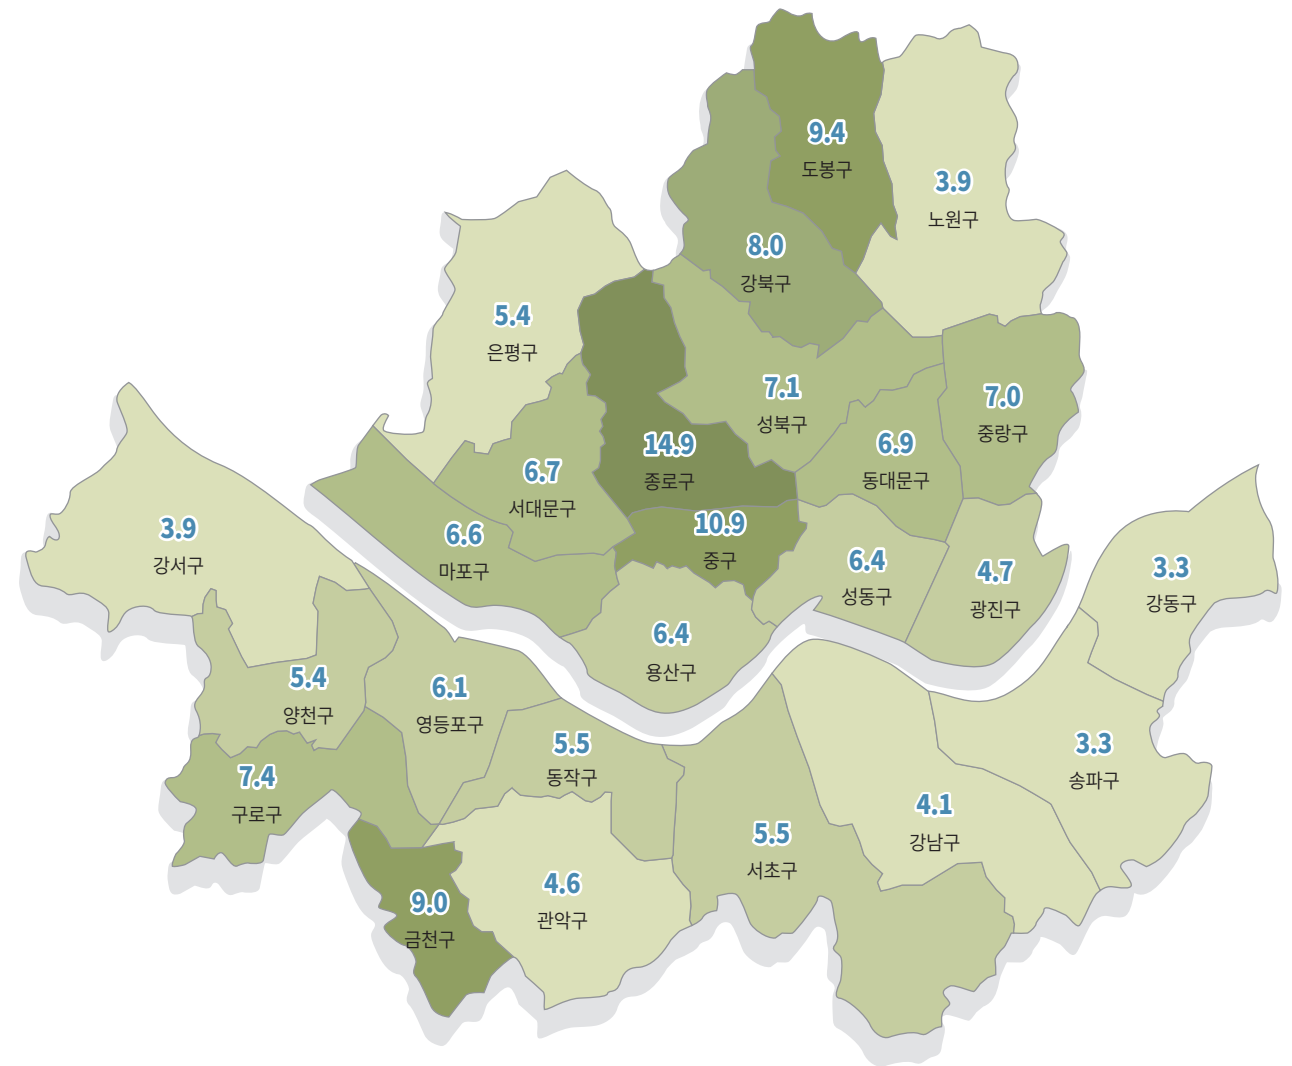 9.4
도봉구
3.9
노원구
8.0
강북구
5.4
은평구
7.1
성북구
7.0
중랑구
14.9
종로구
6.9
동대문구
6.7
서대문구
10.9
중구
6.6
마포구
3.9
강서구
6.4
성동구
4.7
광진구
3.3
강동구
6.4
용산구
5.4
양천구
6.1
영등포구
5.5
동작구
3.3
송파구
7.4
구로구
4.1
강남구
5.5
서초구
4.6
관악구
9.0
금천구